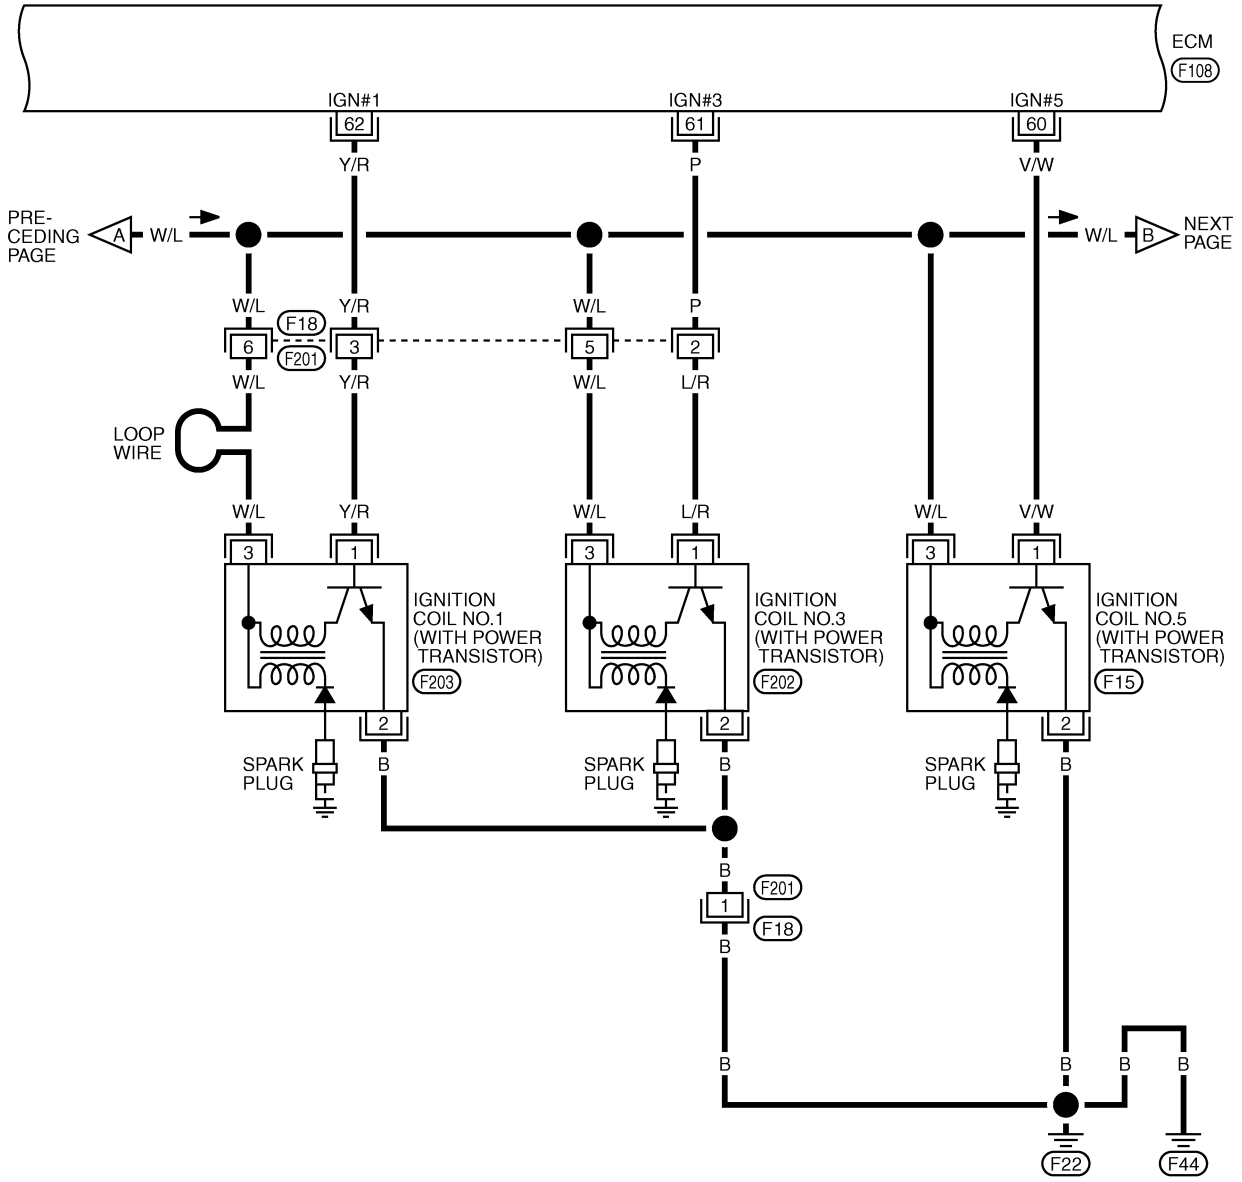 ECM
F108
IGN#1
IGN#3
IGN#5
62
61
60
Y/R
P
V/W
PRE-
CEDING
PAGE
A
W/L
W/L
B
NEXT
PAGE
W/L
Y/R
W/L
P
F18
F201
6
3
5
2
W/L
Y/R
W/L
L/R
LOOP
WIRE
W/L
Y/R
W/L
L/R
W/L
V/W
3
1
3
1
3
1
IGNITION
COIL NO.1
(WITH POWER
TRANSISTOR)
F203
IGNITION
COIL NO.3
(WITH POWER
TRANSISTOR)
F202
IGNITION
COIL NO.5
(WITH POWER
TRANSISTOR)
F15
2
2
2
SPARK
PLUG
B
SPARK
PLUG
B
SPARK
PLUG
B
B
F201
1
F18
B
B
B
B
B
F22
F44